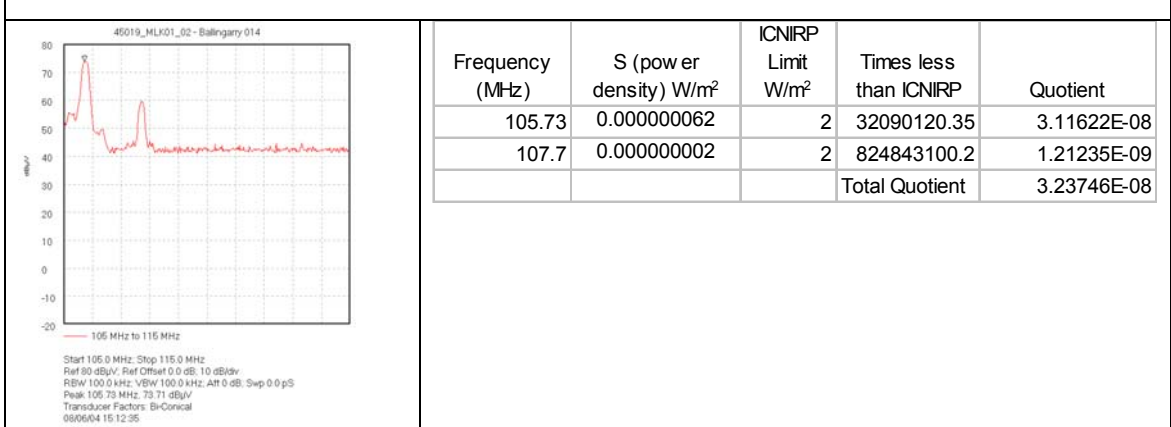 45019_MLK01_02 - Ballingarry 014
80
70
60
50
40
30
20
10
0
-10
-20
dBµV
105 MHz to 115 MHz
Start 105.0 MHz; Stop 115.0 MHz
Ref 80 dBµV; Ref Offset 0.0 dB; 10 dB/div
RBW 100.0 kHz; VBW 100.0 kHz; Att 0 dB; Swp 0.0 pS
Peak 105.73 MHz, 73.71 dBµV
Transducer Factors: Bi-Conical
08/06/04 15:12:35
Frequency (MHz) S (power density) W/m² ICNIRP Limit W/m² Times less than ICNIRP Quotient
105.73 0.000000062 2 32090120.35 3.11622E-08
107.7 0.000000002 2 824843100.2 1.21235E-09
Total Quotient 3.23746E-08